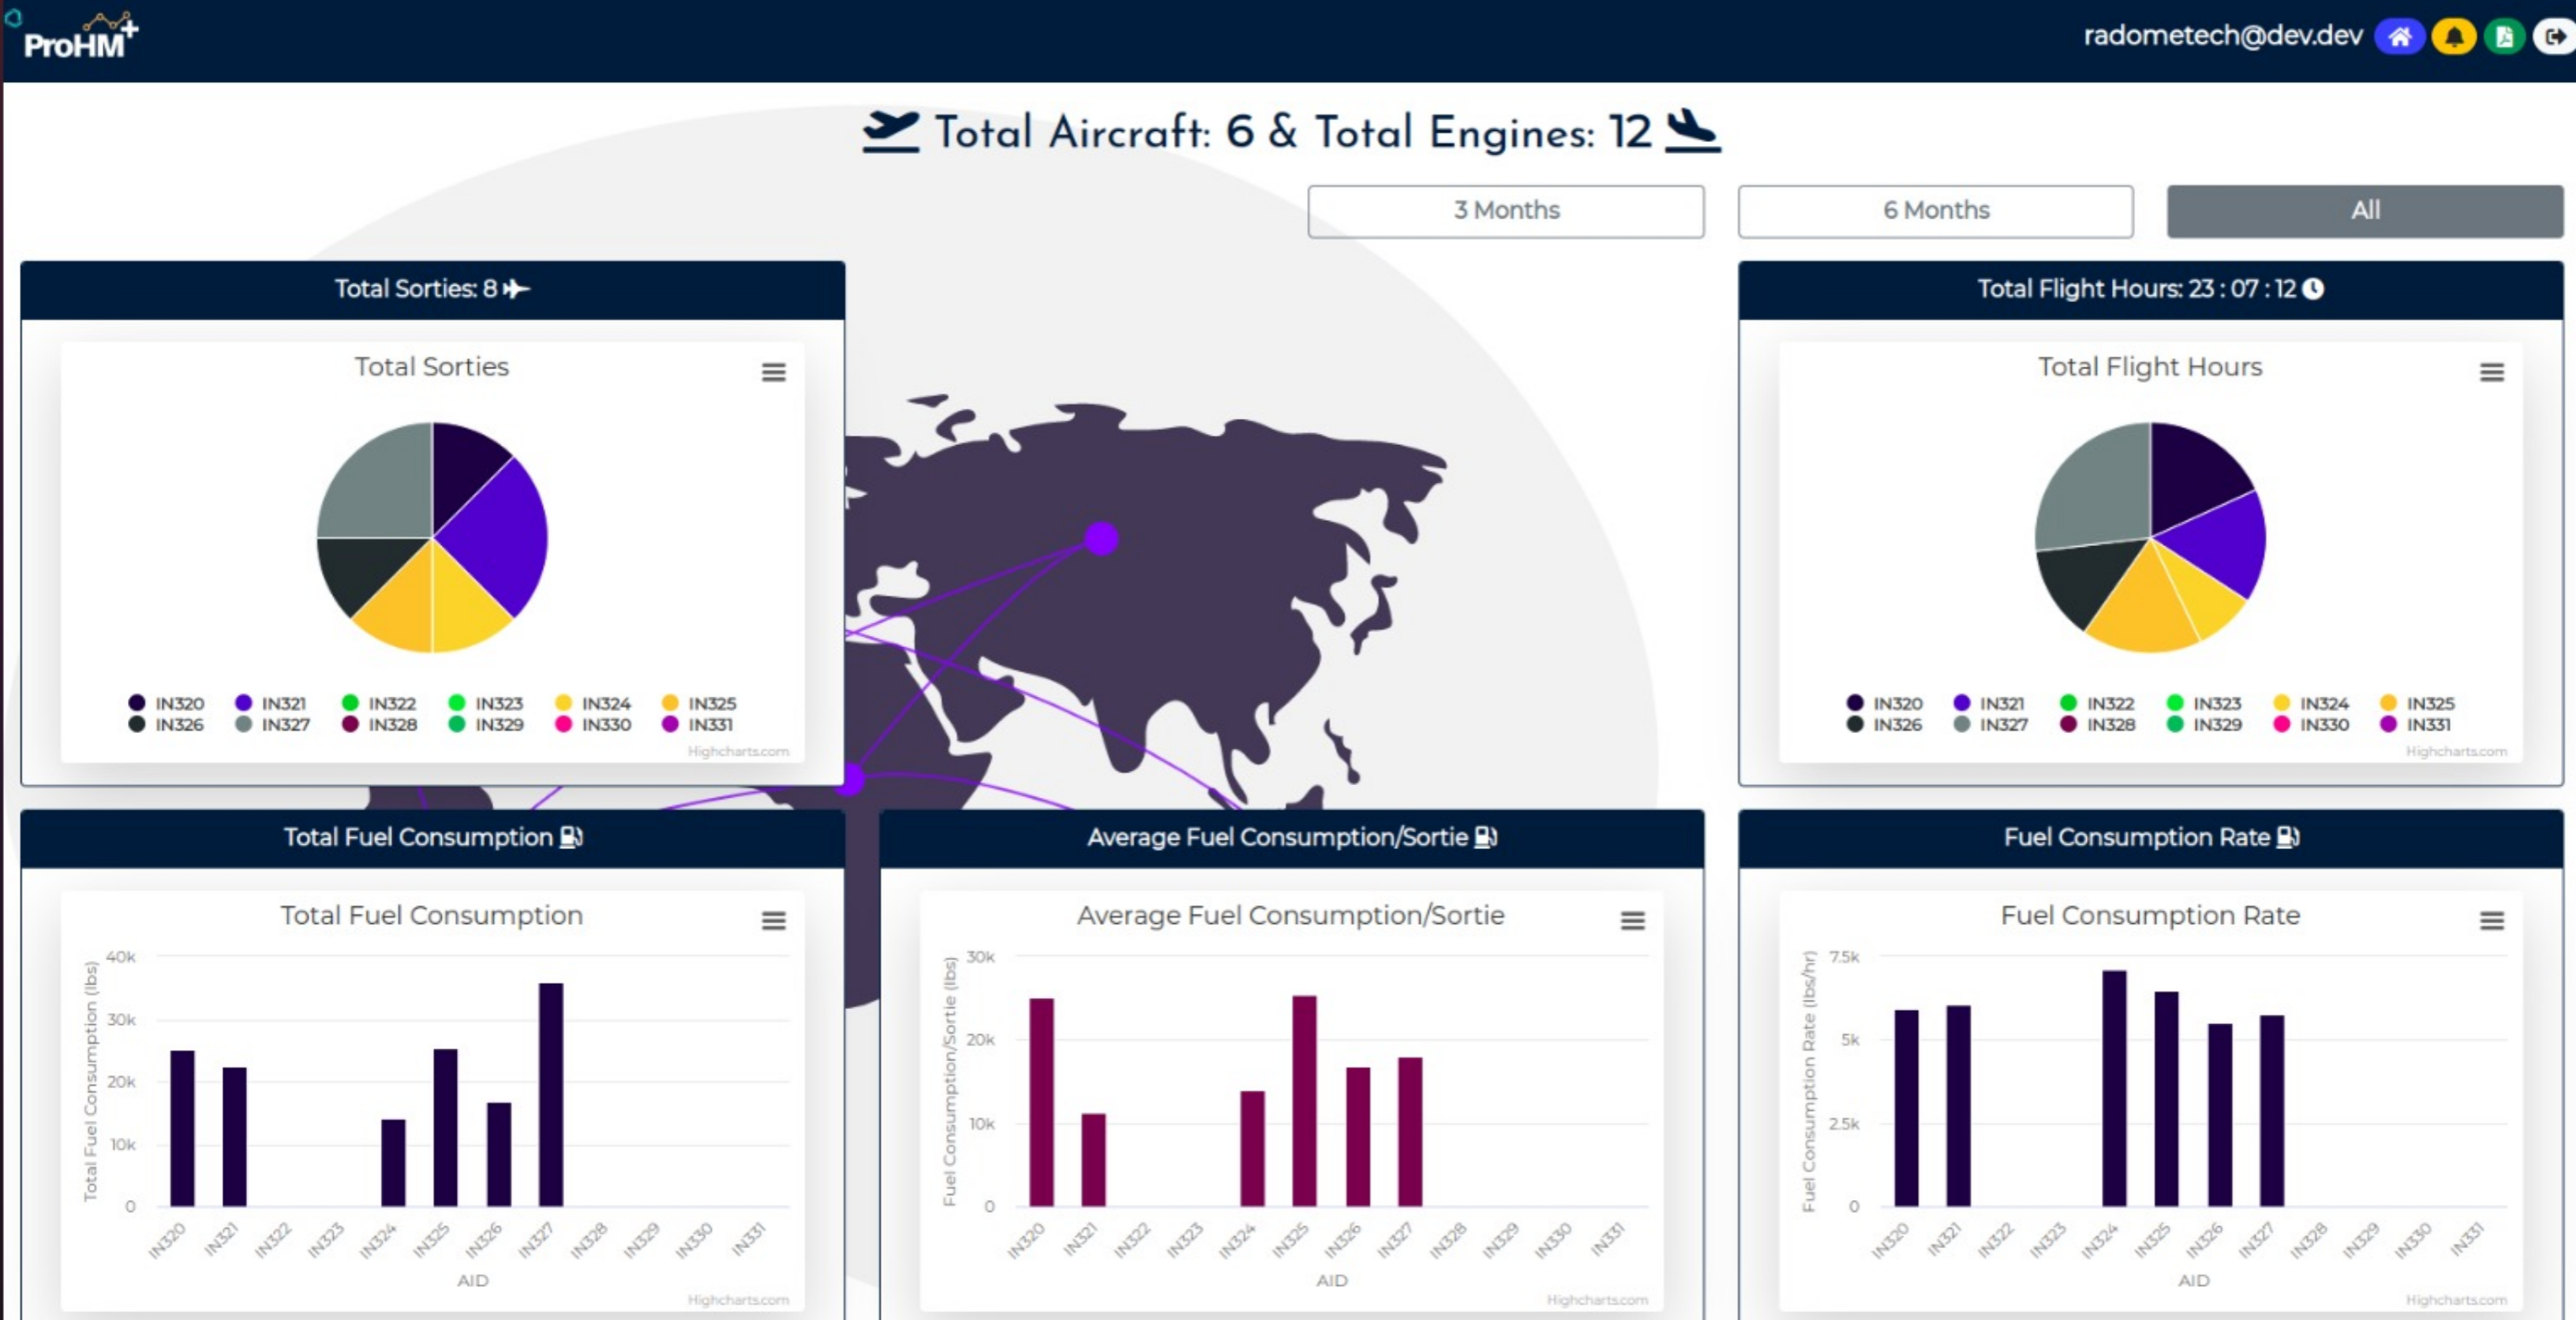 ProHM+
radometech@dev.dev
Total Aircraft: 6 & Total Engines: 12
3 Months
6 Months
All
Total Sorties: 8
Total Sorties
IN320 IN321 IN322 IN323 IN324 IN325
IN326 IN327 IN328 IN329 IN330 IN331
Highcharts.com
Total Flight Hours: 23 : 07 : 12
Total Flight Hours
IN320 IN321 IN322 IN323 IN324 IN325
IN326 IN327 IN328 IN329 IN330 IN331
Highcharts.com
Total Fuel Consumption
Total Fuel Consumption
Total Fuel Consumption (lbs)
40k
30k
20k
10k
0
IN320 IN321 IN322 IN323 IN324 IN325 IN326 IN327 IN328 IN329 IN330 IN331
AID
Highcharts.com
Average Fuel Consumption/Sortie
Average Fuel Consumption/Sortie
Fuel Consumption/Sortie (lbs)
30k
20k
10k
0
IN320 IN321 IN322 IN323 IN324 IN325 IN326 IN327 IN328 IN329 IN330 IN331
AID
Highcharts.com
Fuel Consumption Rate
Fuel Consumption Rate
Fuel Consumption Rate (lbs/hr)
7.5k
5k
2.5k
0
IN320 IN321 IN322 IN323 IN324 IN325 IN326 IN327 IN328 IN329 IN330 IN331
AID
Highcharts.com